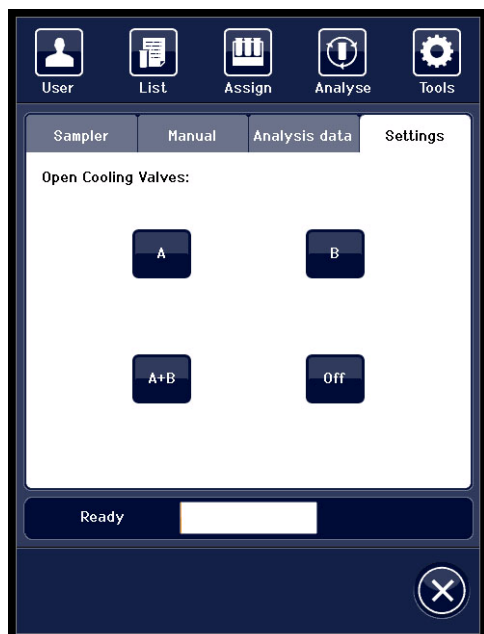 User List Assign Analyse Tools
Sampler Manual Analysis data Settings
Open Cooling Valves:
A B
A+B Off
Ready